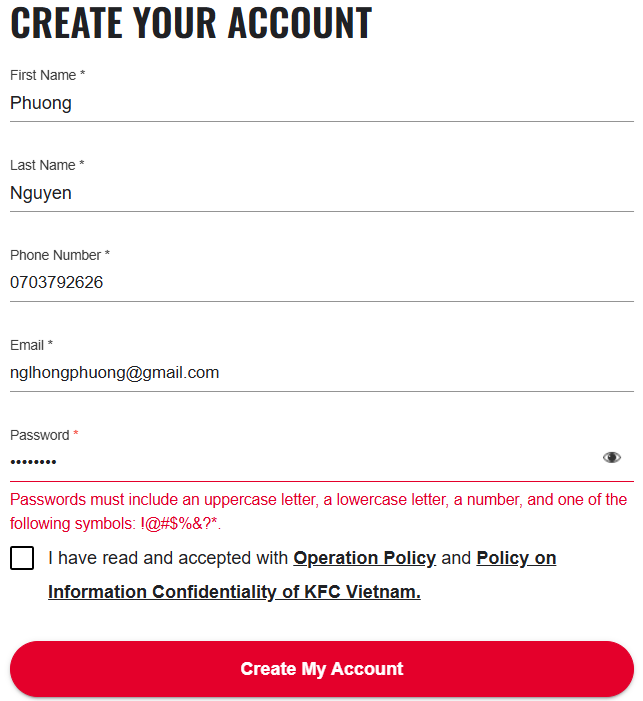 CREATE YOUR ACCOUNT
First Name *
Phuong
Last Name *
Nguyen
Phone Number *
0703792626
Email *
nglhongphuong@gmail.com
Password *
••••••••
Passwords must include an uppercase letter, a lowercase letter, a number, and one of the
following symbols: !@#$%&?*.
I have read and accepted with Operation Policy and Policy on
Information Confidentiality of KFC Vietnam.
Create My Account